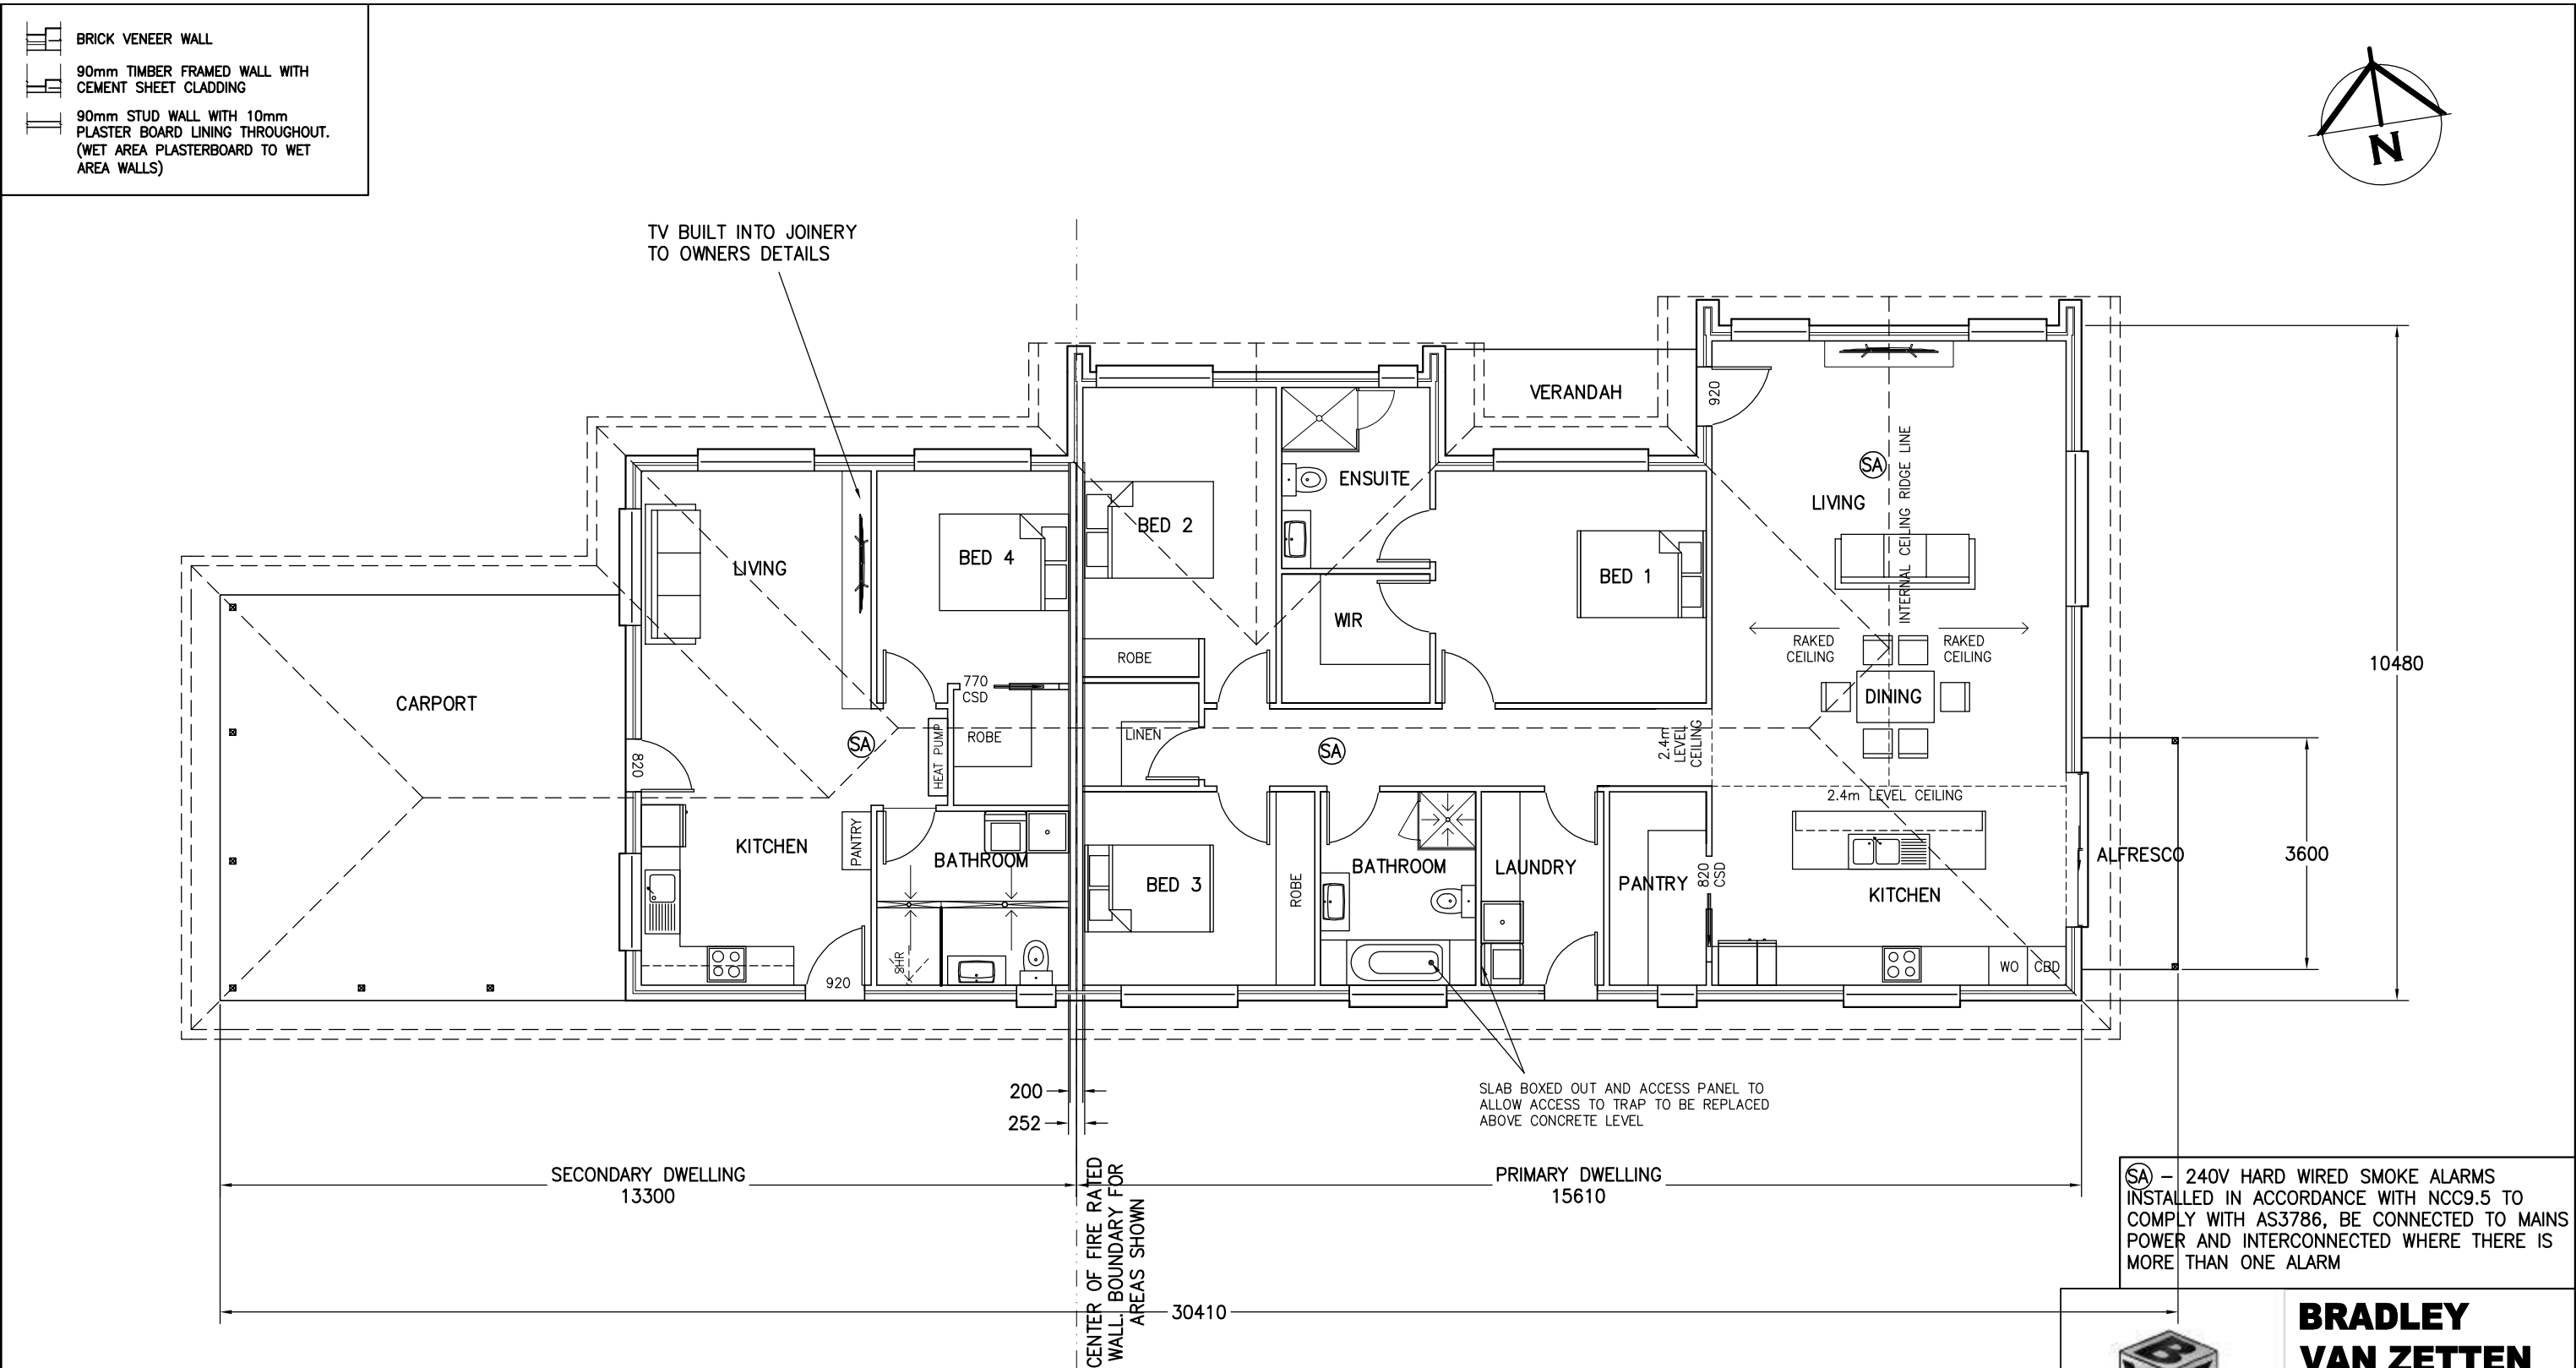 BRICK VENEER WALL
90mm TIMBER FRAMED WALL WITH
CEMENT SHEET CLADDING
90mm STUD WALL WITH 10mm
PLASTER BOARD LINING THROUGHOUT.
(WET AREA PLASTERBOARD TO WET
AREA WALLS)
N
TV BUILT INTO JOINERY
TO OWNERS DETAILS
VERANDAH
920
ENSUITE
SA
LIVING
INTERNAL CEILING RIDGE LINE
BED 2
BED 4
LIVING
BED 1
WIR
RAKED
CEILING
RAKED
CEILING
ROBE
10480
770
CSD
CARPORT
DINING
LINEN
ROBE
SA
HEAT PUMP
SA
2.4m
LEVEL
CEILING
820
2.4m LEVEL CEILING
KITCHEN
PANTRY
BATHROOM
BED 3
ROBE
BATHROOM
LAUNDRY
PANTRY
820
CSD
KITCHEN
ALFRESCO
3600
SHR
920
WO
CBD
200
252
SLAB BOXED OUT AND ACCESS PANEL TO
ALLOW ACCESS TO TRAP TO BE REPLACED
ABOVE CONCRETE LEVEL
SECONDARY DWELLING
13300
PRIMARY DWELLING
15610
CENTER OF FIRE RATED
WALL. BOUNDARY FOR
AREAS SHOWN
30410
SA – 240V HARD WIRED SMOKE ALARMS
INSTALLED IN ACCORDANCE WITH NCC9.5 TO
COMPLY WITH AS3786, BE CONNECTED TO MAINS
POWER AND INTERCONNECTED WHERE THERE IS
MORE THAN ONE ALARM
B
BRADLEY
VAN ZETTEN